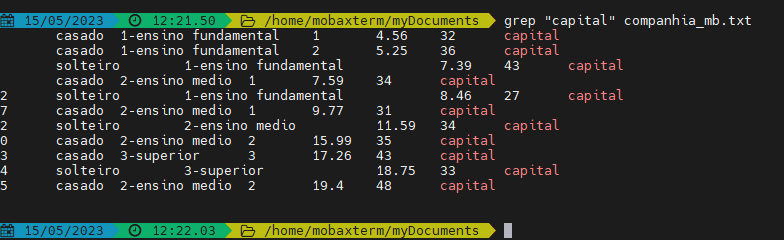 15/05/2023 12:21.50 /home/mobaxterm/myDocuments grep "capital" companhia_mb.txt
casado 1-ensino fundamental 1 4.56 32 capital
casado 1-ensino fundamental 2 5.25 36 capital
solteiro 1-ensino fundamental 7.39 43 capital
casado 2-ensino medio 1 7.59 34 capital
2 solteiro 1-ensino fundamental 8.46 27 capital
7 casado 2-ensino medio 1 9.77 31 capital
2 solteiro 2-ensino medio 11.59 34 capital
0 casado 2-ensino medio 2 15.99 35 capital
3 casado 3-superior 3 17.26 43 capital
4 solteiro 3-superior 18.75 33 capital
5 casado 2-ensino medio 2 19.4 48 capital
15/05/2023 12:22.03 /home/mobaxterm/myDocuments